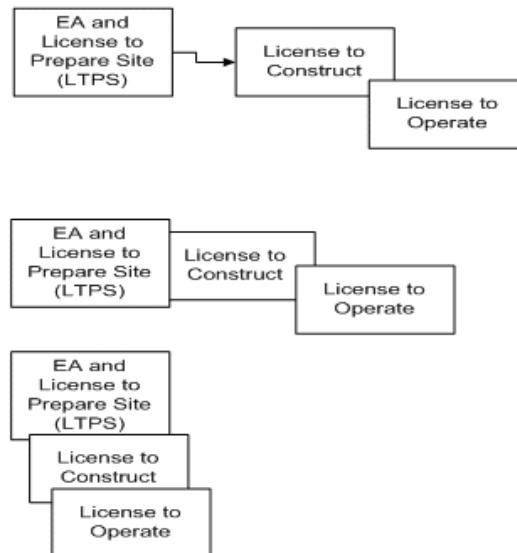 EA and
License to
Prepare Site
(LTPS)
License to
Construct
License to
Operate
EA and
License to
Prepare Site
(LTPS)
License to
Construct
License to
Operate
EA and
License to
Prepare Site
(LTPS)
License to
Construct
License to
Operate